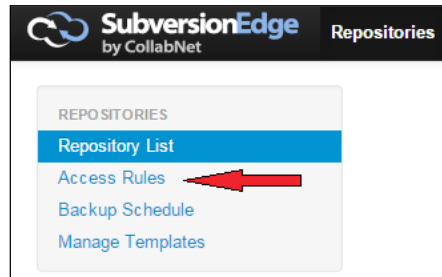 SubversionEdge
by CollabNet
Repositories
REPOSITORIES
Repository List
Access Rules
Backup Schedule
Manage Templates